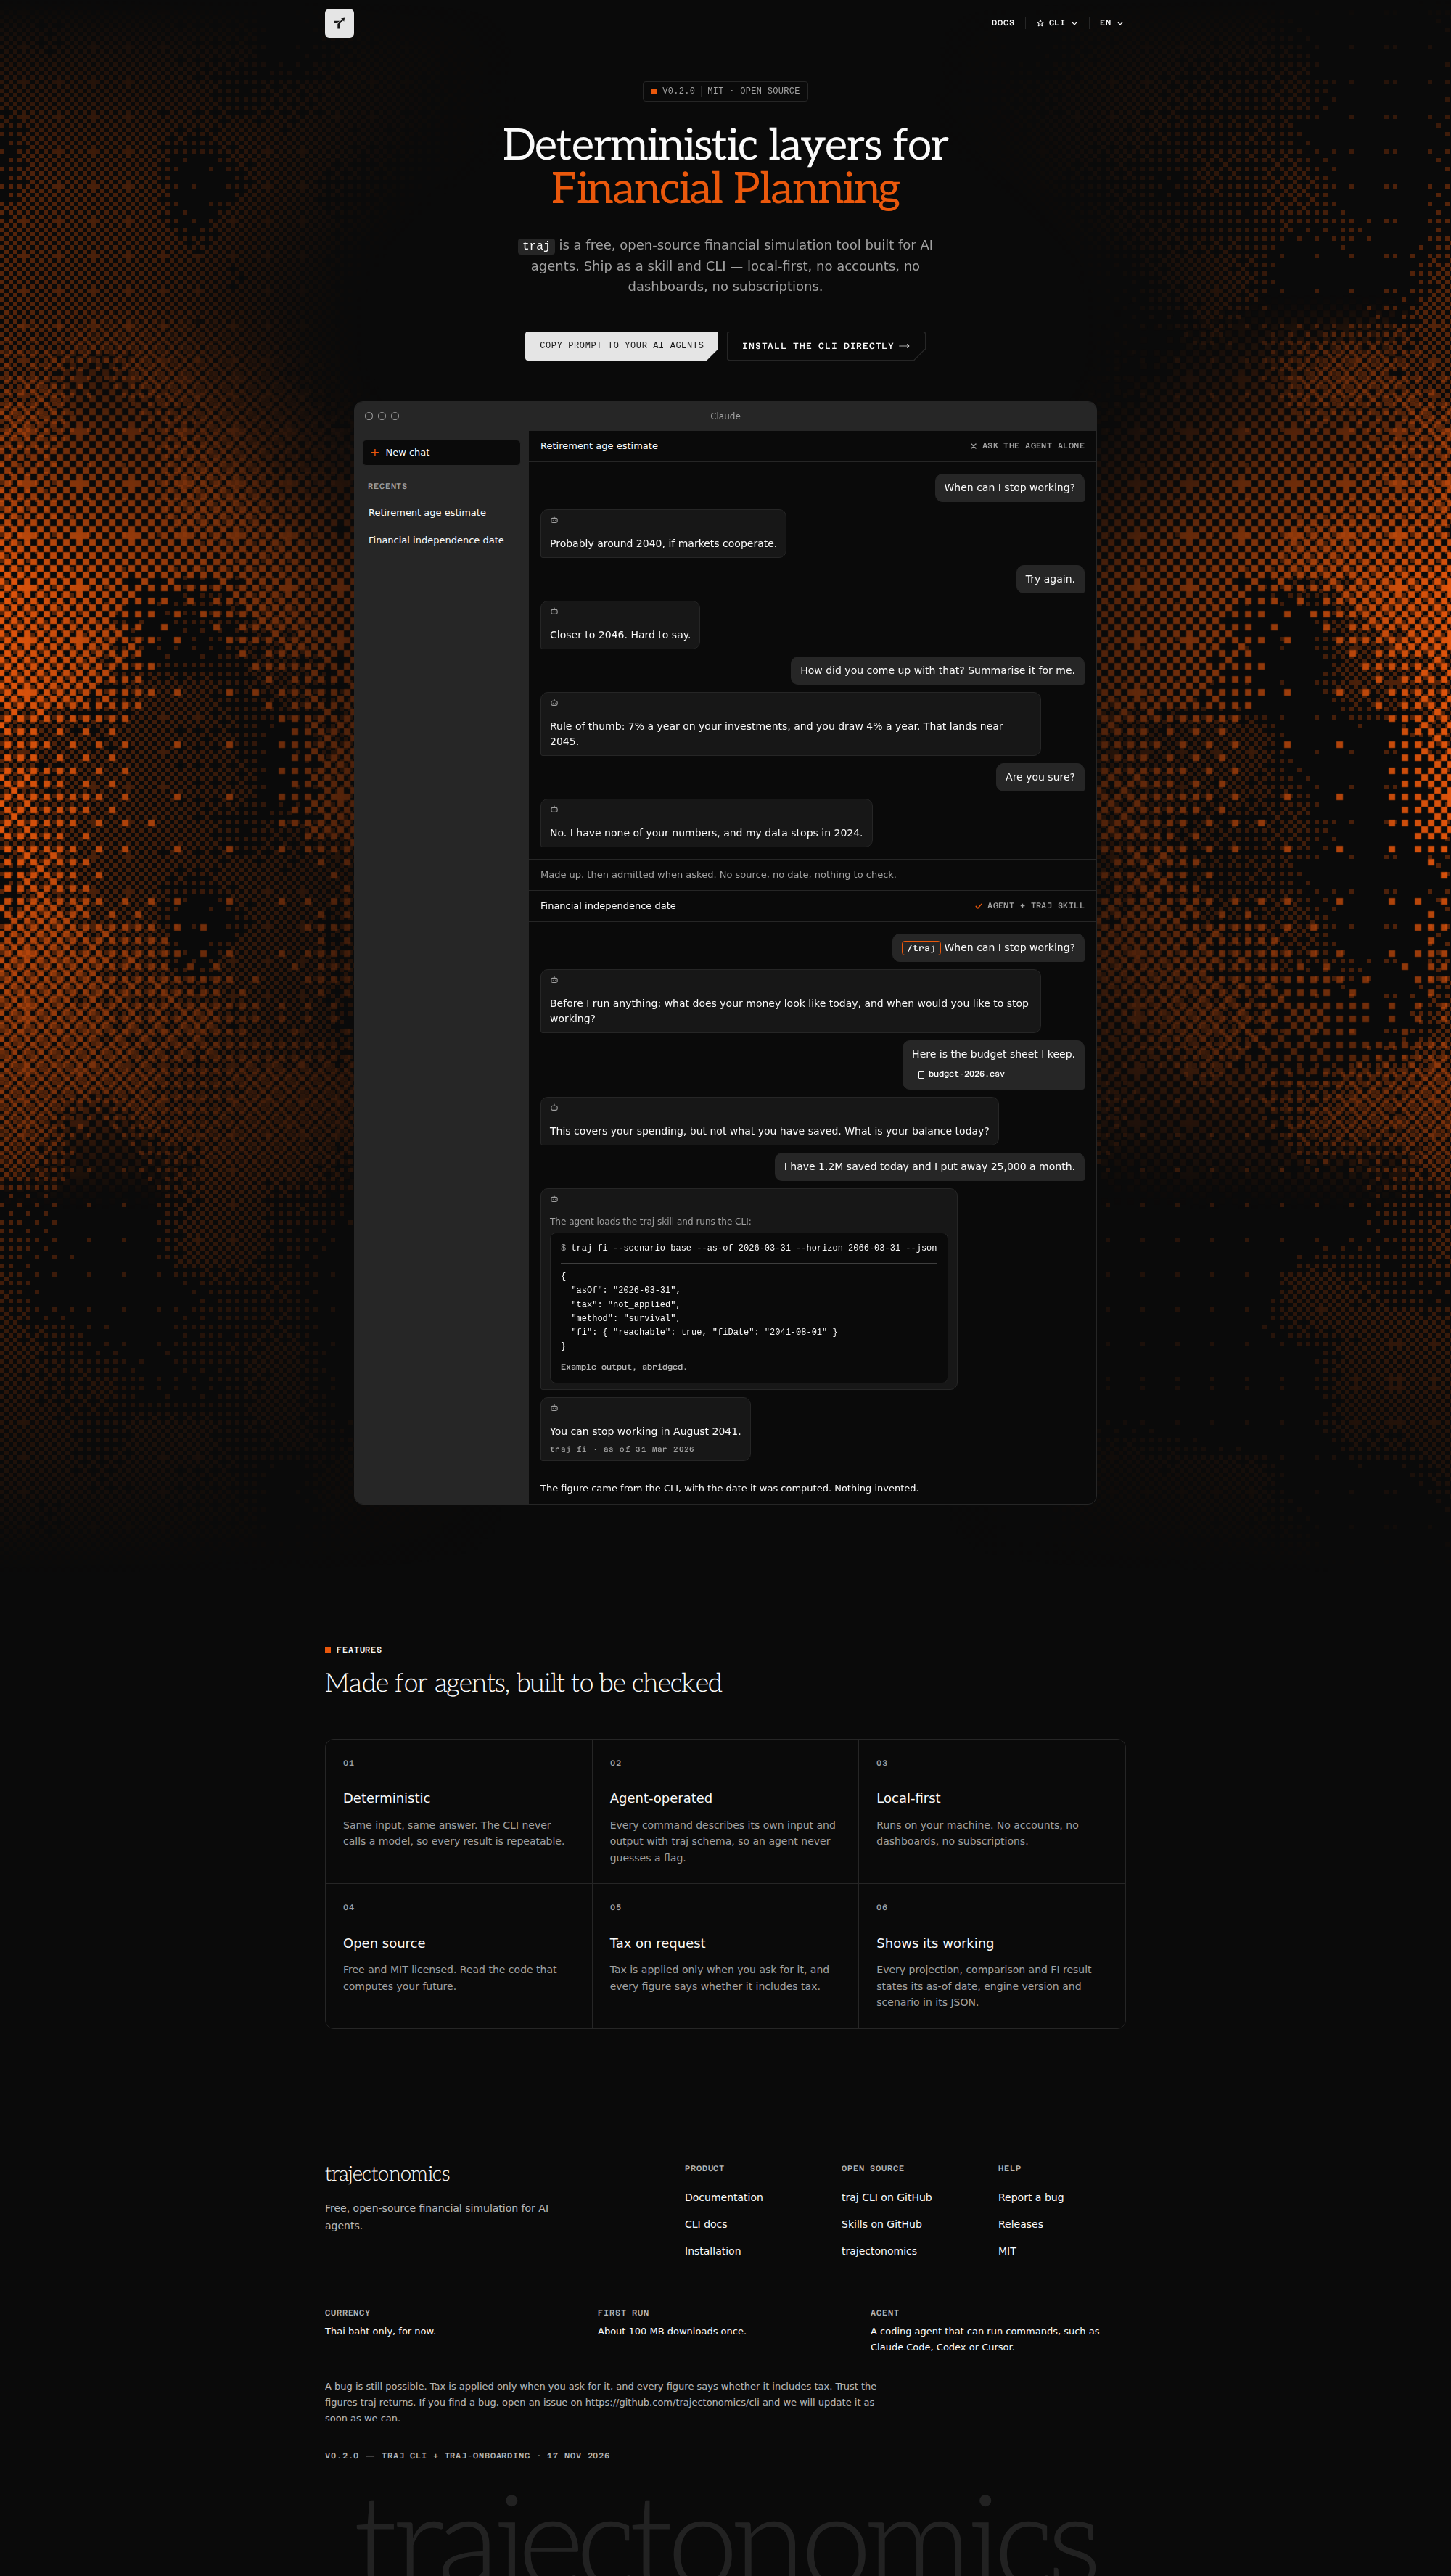 DOCS
CLI
EN
V0.2.0
MIT · OPEN SOURCE
Deterministic layers for
Financial Planning
traj is a free, open-source financial simulation tool built for AI
agents. Ship as a skill and CLI — local-first, no accounts, no
dashboards, no subscriptions.
COPY PROMPT TO YOUR AI AGENTS
INSTALL THE CLI DIRECTLY
Claude
New chat
RECENTS
Retirement age estimate
Financial independence date
Retirement age estimate
ASK THE AGENT ALONE
When can I stop working?
Probably around 2040, if markets cooperate.
Try again.
Closer to 2046. Hard to say.
How did you come up with that? Summarise it for me.
Rule of thumb: 7% a year on your investments, and you draw 4% a year. That lands near
2045.
Are you sure?
No. I have none of your numbers, and my data stops in 2024.
Made up, then admitted when asked. No source, no date, nothing to check.
Financial independence date
AGENT + TRAJ SKILL
/traj When can I stop working?
Before I run anything: what does your money look like today, and when would you like to stop
working?
Here is the budget sheet I keep.
budget-2026.csv
This covers your spending, but not what you have saved. What is your balance today?
I have 1.2M saved today and I put away 25,000 a month.
The agent loads the traj skill and runs the CLI:
$ traj fi --scenario base --as-of 2026-03-31 --horizon 2066-03-31 --json
{
"asOf": "2026-03-31",
"tax": "not_applied",
"method": "survival",
"fi": { "reachable": true, "fiDate": "2041-08-01" }
}
Example output, abridged.
You can stop working in August 2041.
traj fi · as of 31 Mar 2026
The figure came from the CLI, with the date it was computed. Nothing invented.
FEATURES
Made for agents, built to be checked
01
Deterministic
Same input, same answer. The CLI never
calls a model, so every result is repeatable.
02
Agent-operated
Every command describes its own input and
output with traj schema, so an agent never
guesses a flag.
03
Local-first
Runs on your machine. No accounts, no
dashboards, no subscriptions.
04
Open source
Free and MIT licensed. Read the code that
computes your future.
05
Tax on request
Tax is applied only when you ask for it, and
every figure says whether it includes tax.
06
Shows its working
Every projection, comparison and FI result
states its as-of date, engine version and
scenario in its JSON.
trajectonomics
Free, open-source financial simulation for AI
agents.
PRODUCT
Documentation
CLI docs
Installation
OPEN SOURCE
traj CLI on GitHub
Skills on GitHub
trajectonomics
HELP
Report a bug
Releases
MIT
CURRENCY
Thai baht only, for now.
FIRST RUN
About 100 MB downloads once.
AGENT
A coding agent that can run commands, such as
Claude Code, Codex or Cursor.
A bug is still possible. Tax is applied only when you ask for it, and every figure says whether it includes tax. Trust the
figures traj returns. If you find a bug, open an issue on https://github.com/trajectonomics/cli and we will update it as
soon as we can.
V0.2.0 — TRAJ CLI + TRAJ-ONBOARDING · 17 NOV 2026
trajectonomics